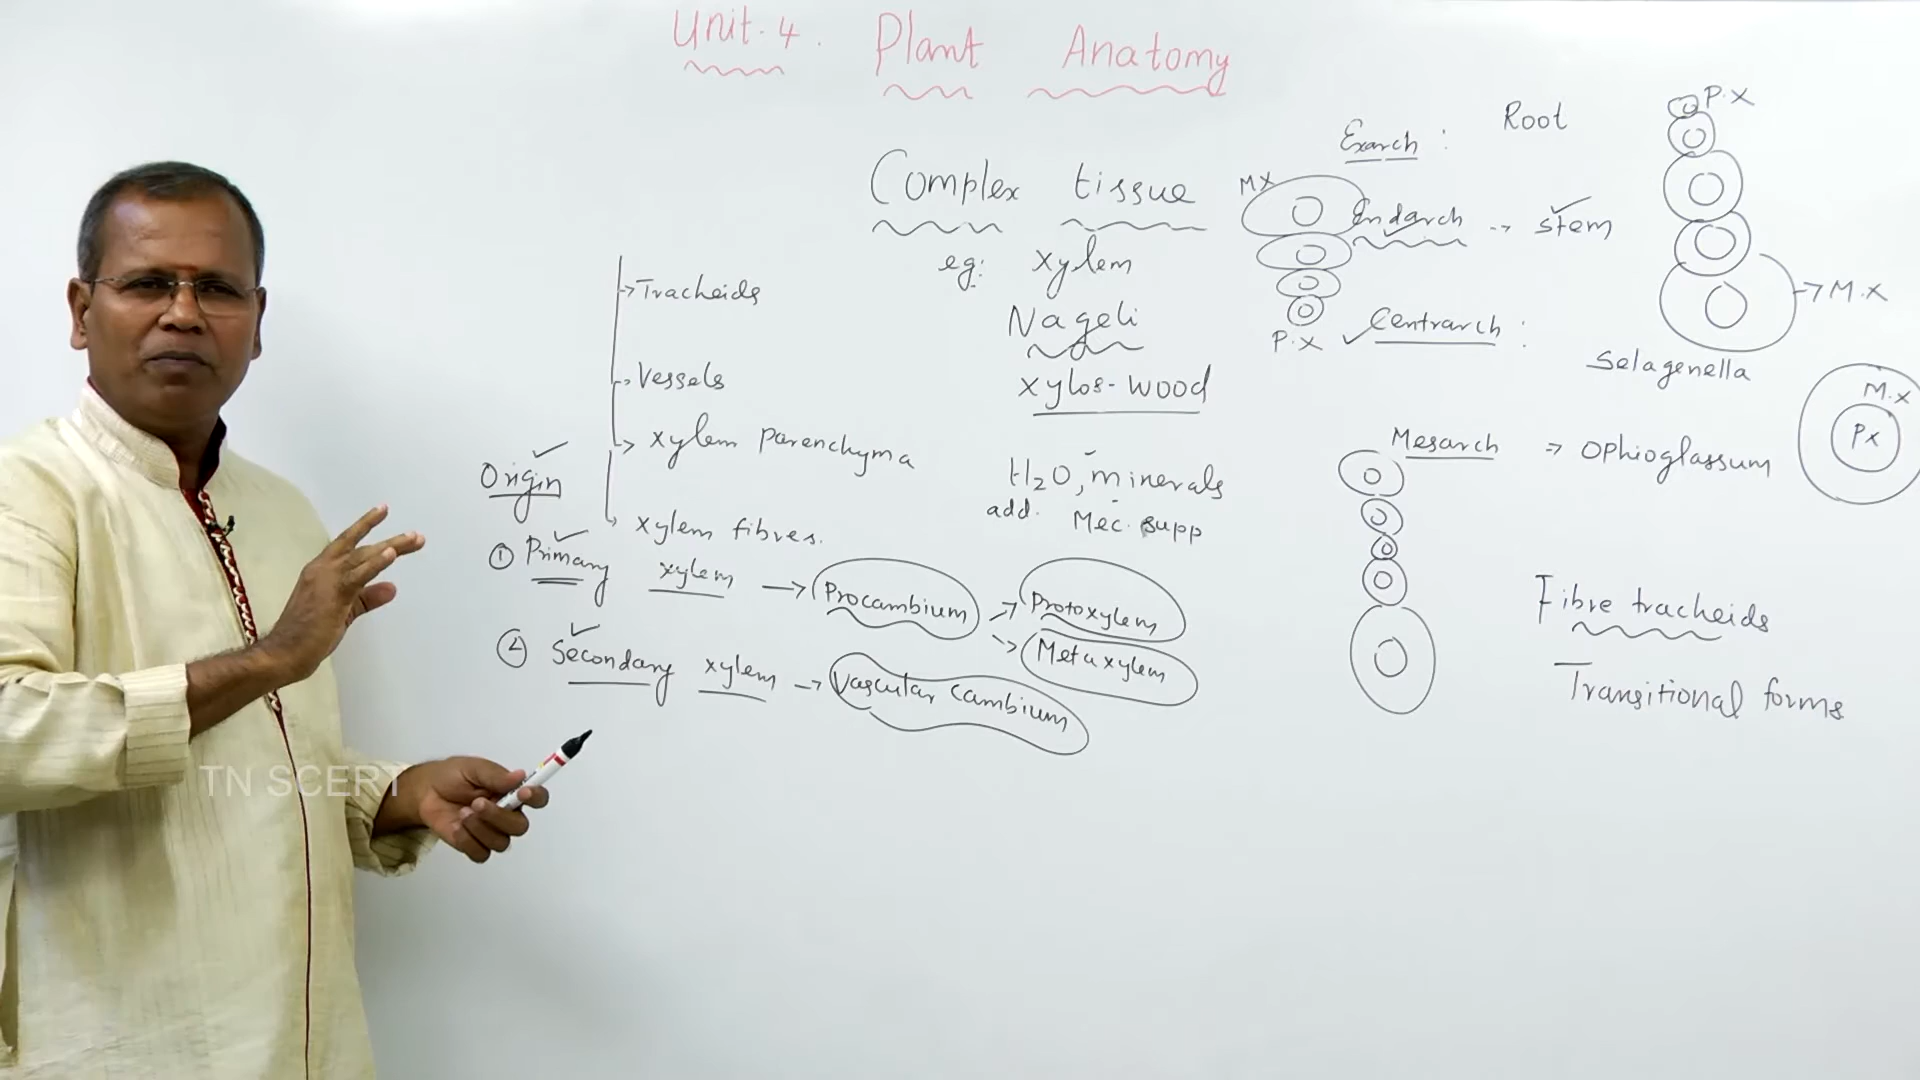 Unit. 4. Plant Anatomy
Complex tissue
eg: xylem
Nageli
xylos-wood
H2O, minerals
add. Mec. supp
→ Tracheids
→ Vessels
→ xylem parenchyma
→ xylem fibres.
Origin
① Primary xylem → Procambium → Protoxylem
→ Metaxylem
② Secondary xylem → Vascular cambium
Exarch : Root
P.X
M.X
MX
Endarch → stem
P.X
Centrarch :
Selagenella
M.X
PX
Mesarch → Ophioglassum
Fibre tracheids
Transitional forms
TN SCERT